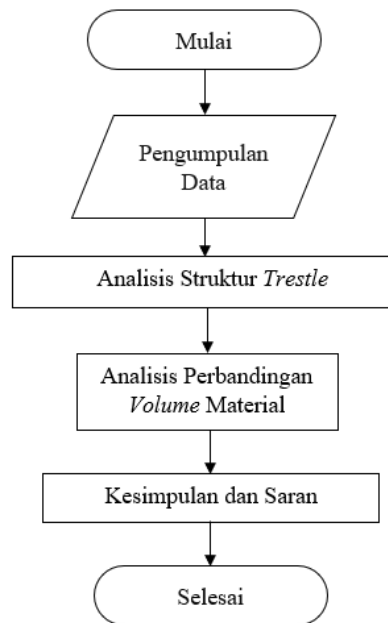 Mulai
Pengumpulan
Data
Analisis Struktur Trestle
Analisis Perbandingan
Volume Material
Kesimpulan dan Saran
Selesai